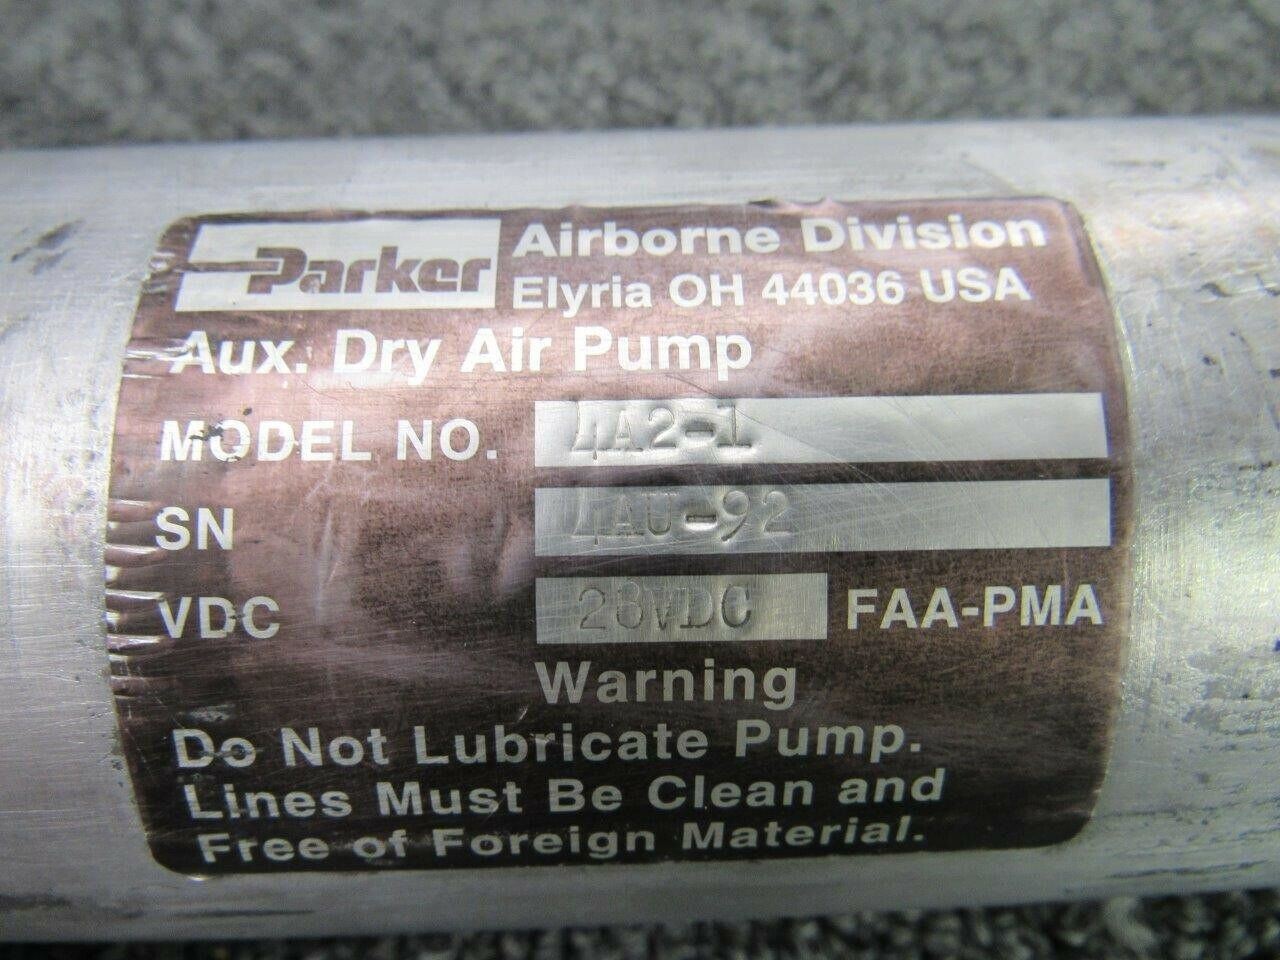 Parker
Airborne Division
Elyria OH 44036 USA
Aux. Dry Air Pump
MODEL NO. 4A2-1
SN 4AU-92
VDC 28VDC FAA-PMA
Warning
Do Not Lubricate Pump.
Lines Must Be Clean and
Free of Foreign Material.